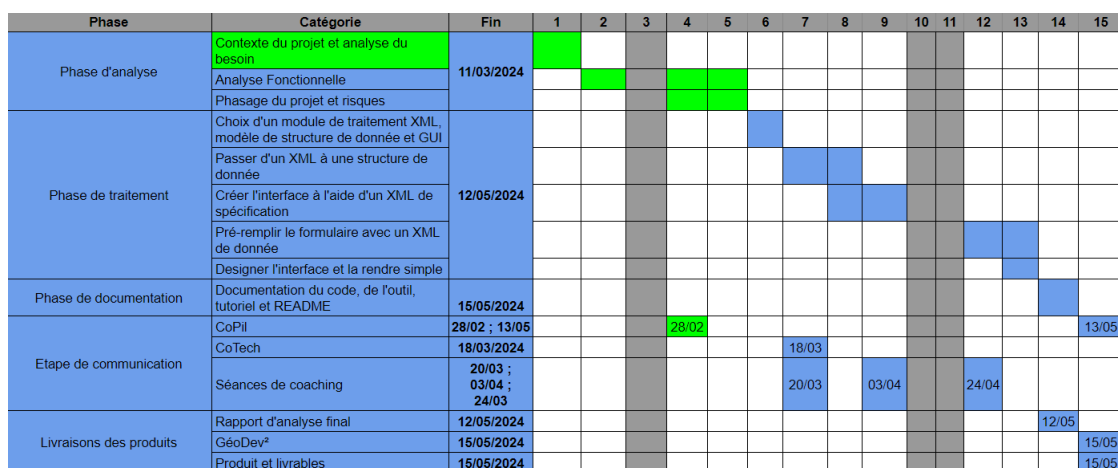 Phase Catégorie Fin 1 2 3 4 5 6 7 8 9 10 11 12 13 14 15
Contexte du projet et analyse du
besoin
Phase d'analyse
11/03/2024
Analyse Fonctionnelle
Phasage du projet et risques
Choix d'un module de traitement XML,
modèle de structure de donnée et GUI
Passer d'un XML à une structure de
donnée
Phase de traitement
Créer l'interface à l'aide d'un XML de
spécification
12/05/2024
Pré-remplir le formulaire avec un XML
de donnée
Designer l'interface et la rendre simple
Phase de documentation
Documentation du code, de l'outil,
tutoriel et README
15/05/2024
CoPil 28/02 ; 13/05 28/02 13/05
Etape de communication
CoTech 18/03/2024 18/03
Séances de coaching
20/03 ;
03/04 ;
24/03
20/03 03/04 24/04
Rapport d'analyse final 12/05/2024 12/05
Livraisons des produits
GéoDev² 15/05/2024 15/05
Produit et livrables 15/05/2024 15/05